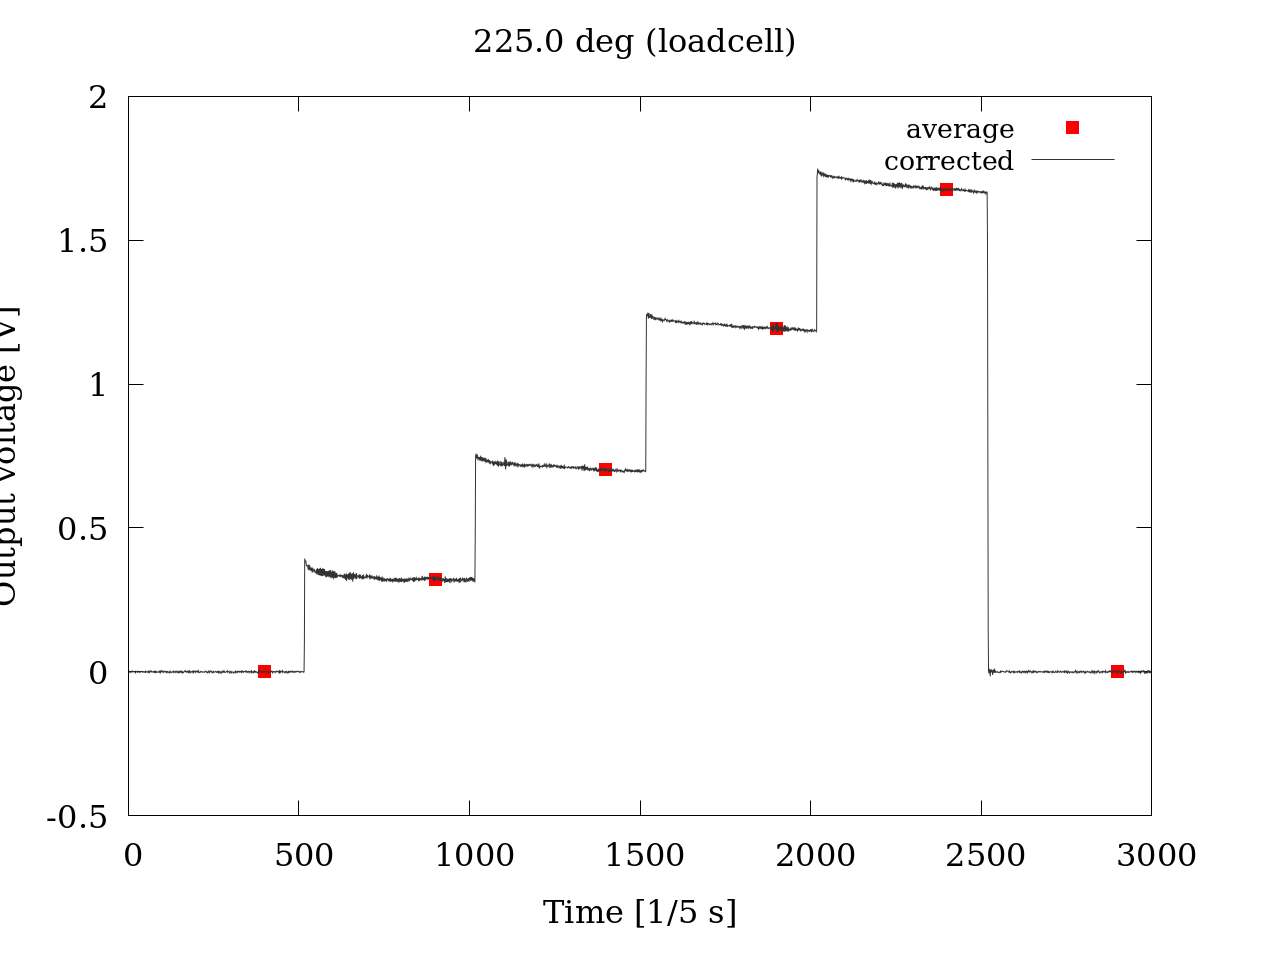 225.0 deg (loadcell)
average
corrected
2
1.5
1
0.5
0
-0.5
Output voltage [V]
0 500 1000 1500 2000 2500 3000
Time [1/5 s]